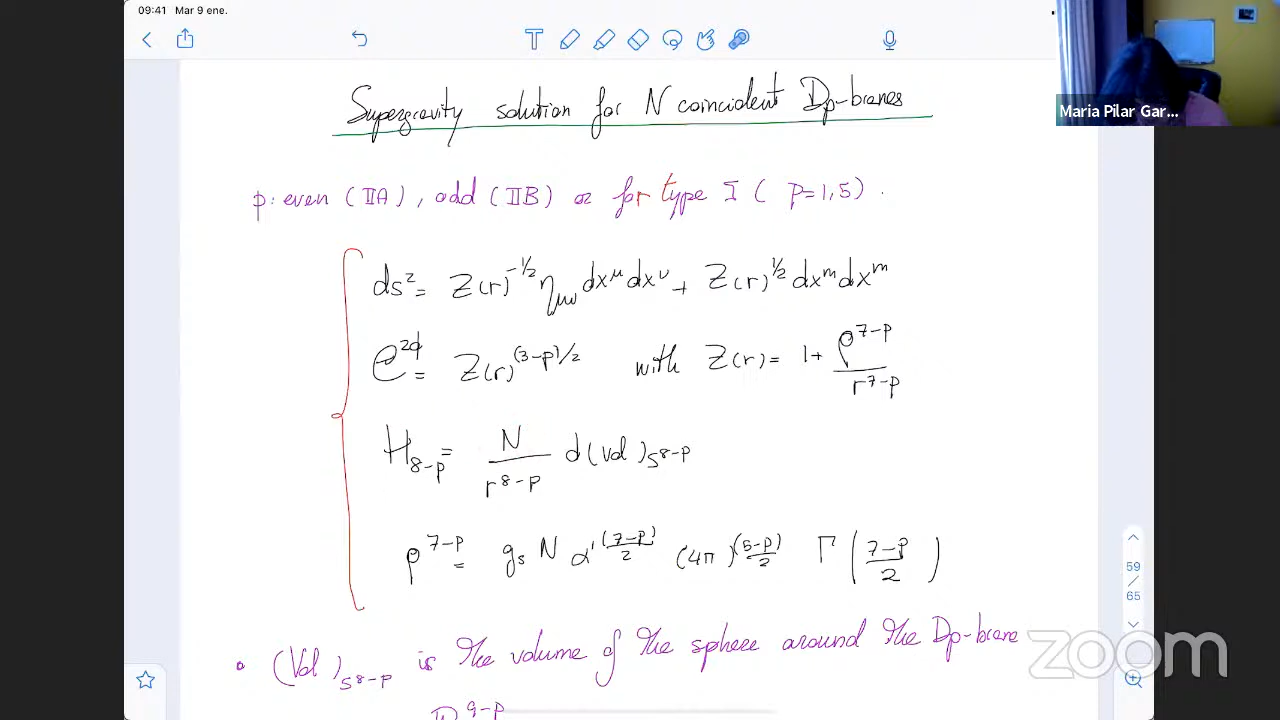 09:41 Mar 9 ene.
Maria Pilar Gar...
Supergravity solution for N coincident Dp-branes
p: even (IIA), odd (IIB) or for type I (p=1,5).
ds² = Z(r)^{-1/2} η_{μν} dx^μ dx^ν + Z(r)^{1/2} dx^m dx^m
e^{2ϕ} = Z(r)^{(3-p)/2} with Z(r) = 1 + ρ^{7-p}/r^{7-p}
H_{8-p} = N/r^{8-p} d(Vol)_{S^{8-p}}
ρ^{7-p} = g_s N α'^{(7-p)/2} (4π)^{(5-p)/2} Γ((7-p)/2)
59
/
65
• (Vol)_{S^{8-p}} is the volume of the sphere around the Dp-brane
zoom